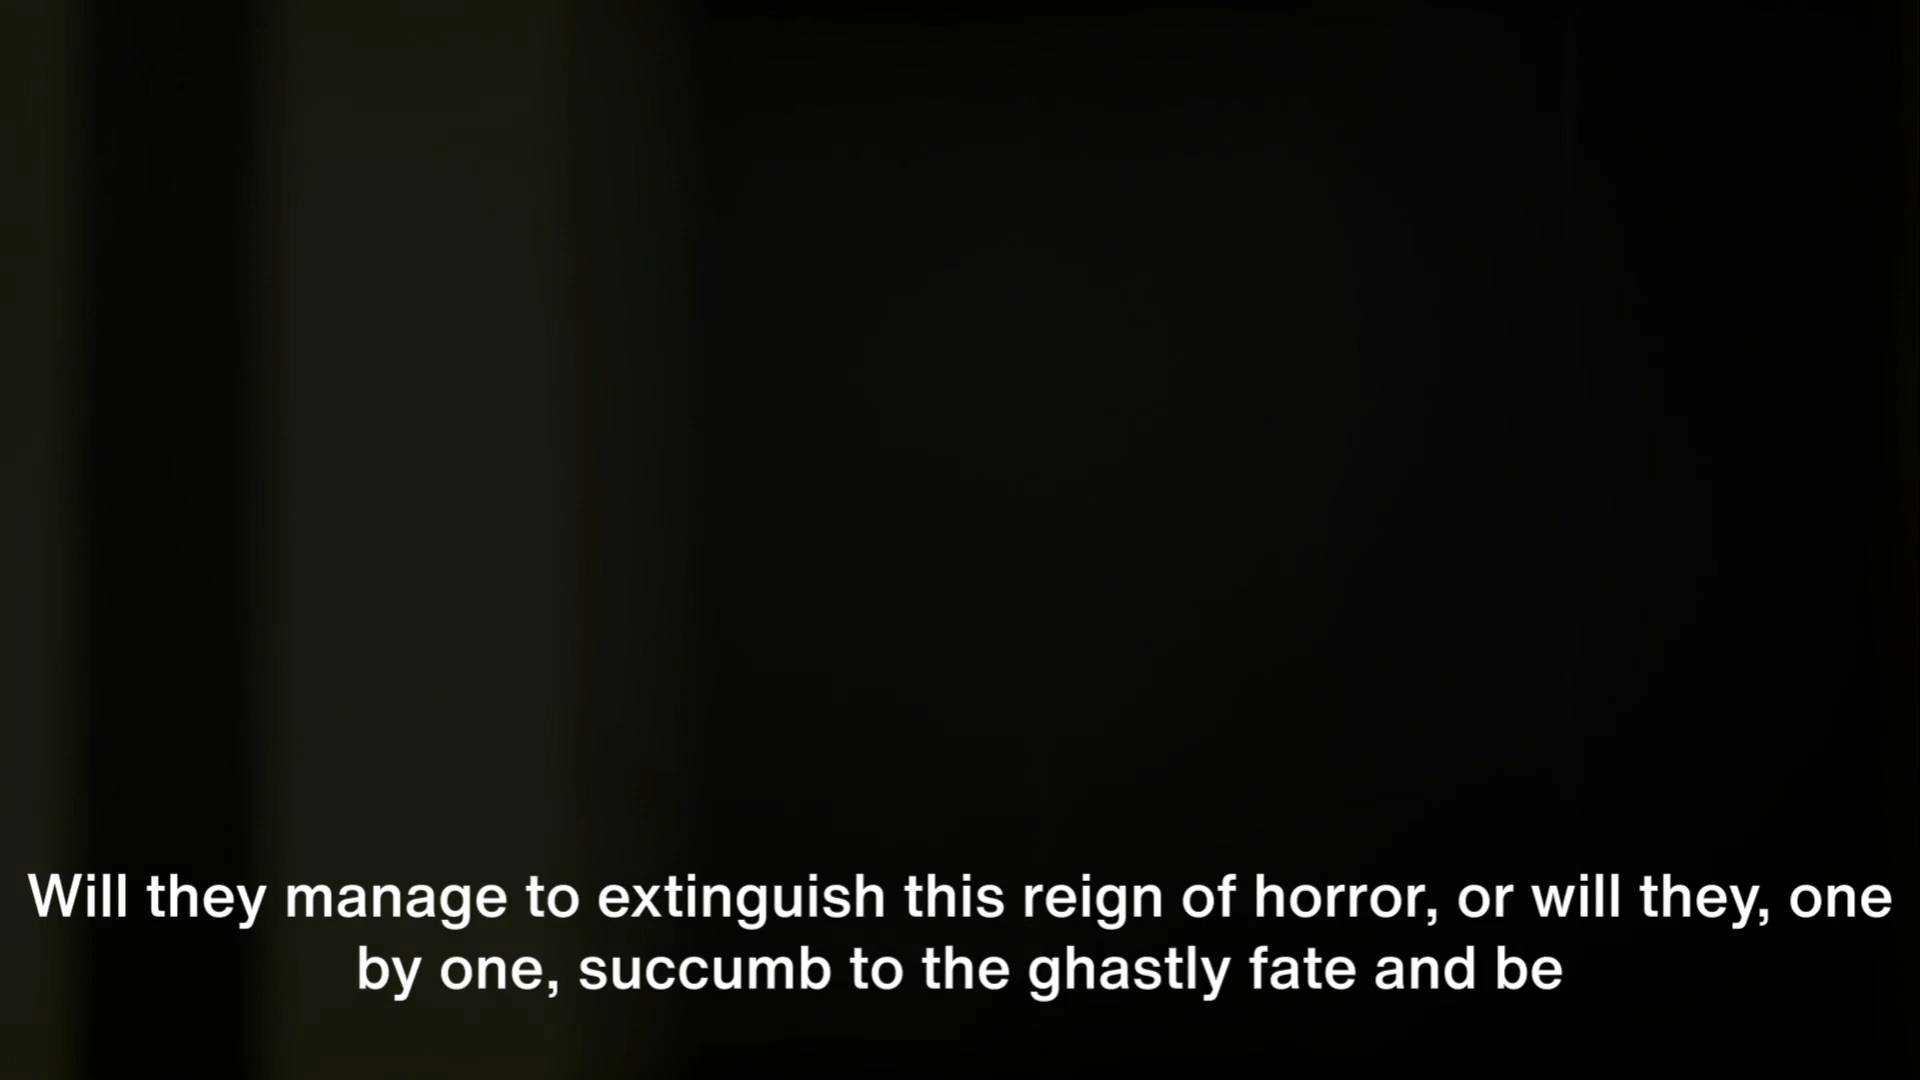 Will they manage to extinguish this reign of horror, or will they, one
by one, succumb to the ghastly fate and be